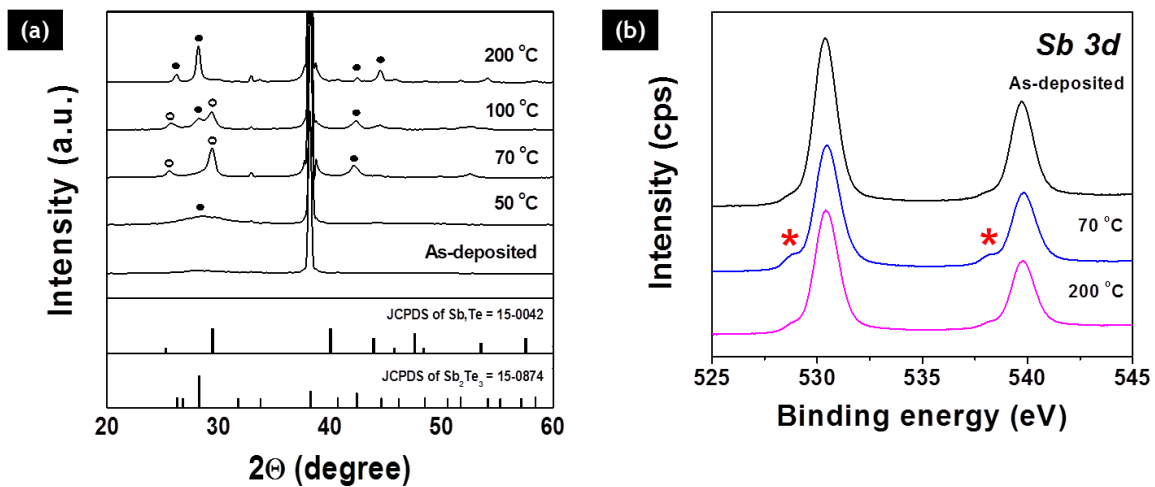 (a)
Intensity (a.u.)
200 °C
100 °C
70 °C
50 °C
As-deposited
JCPDS of Sb,Te = 15-0042
JCPDS of Sb2Te3 = 15-0874
20 30 40 50 60
2Θ (degree)
(b)
Intensity (cps)
Sb 3d
As-deposited
* *
70 °C
200 °C
525 530 535 540 545
Binding energy (eV)